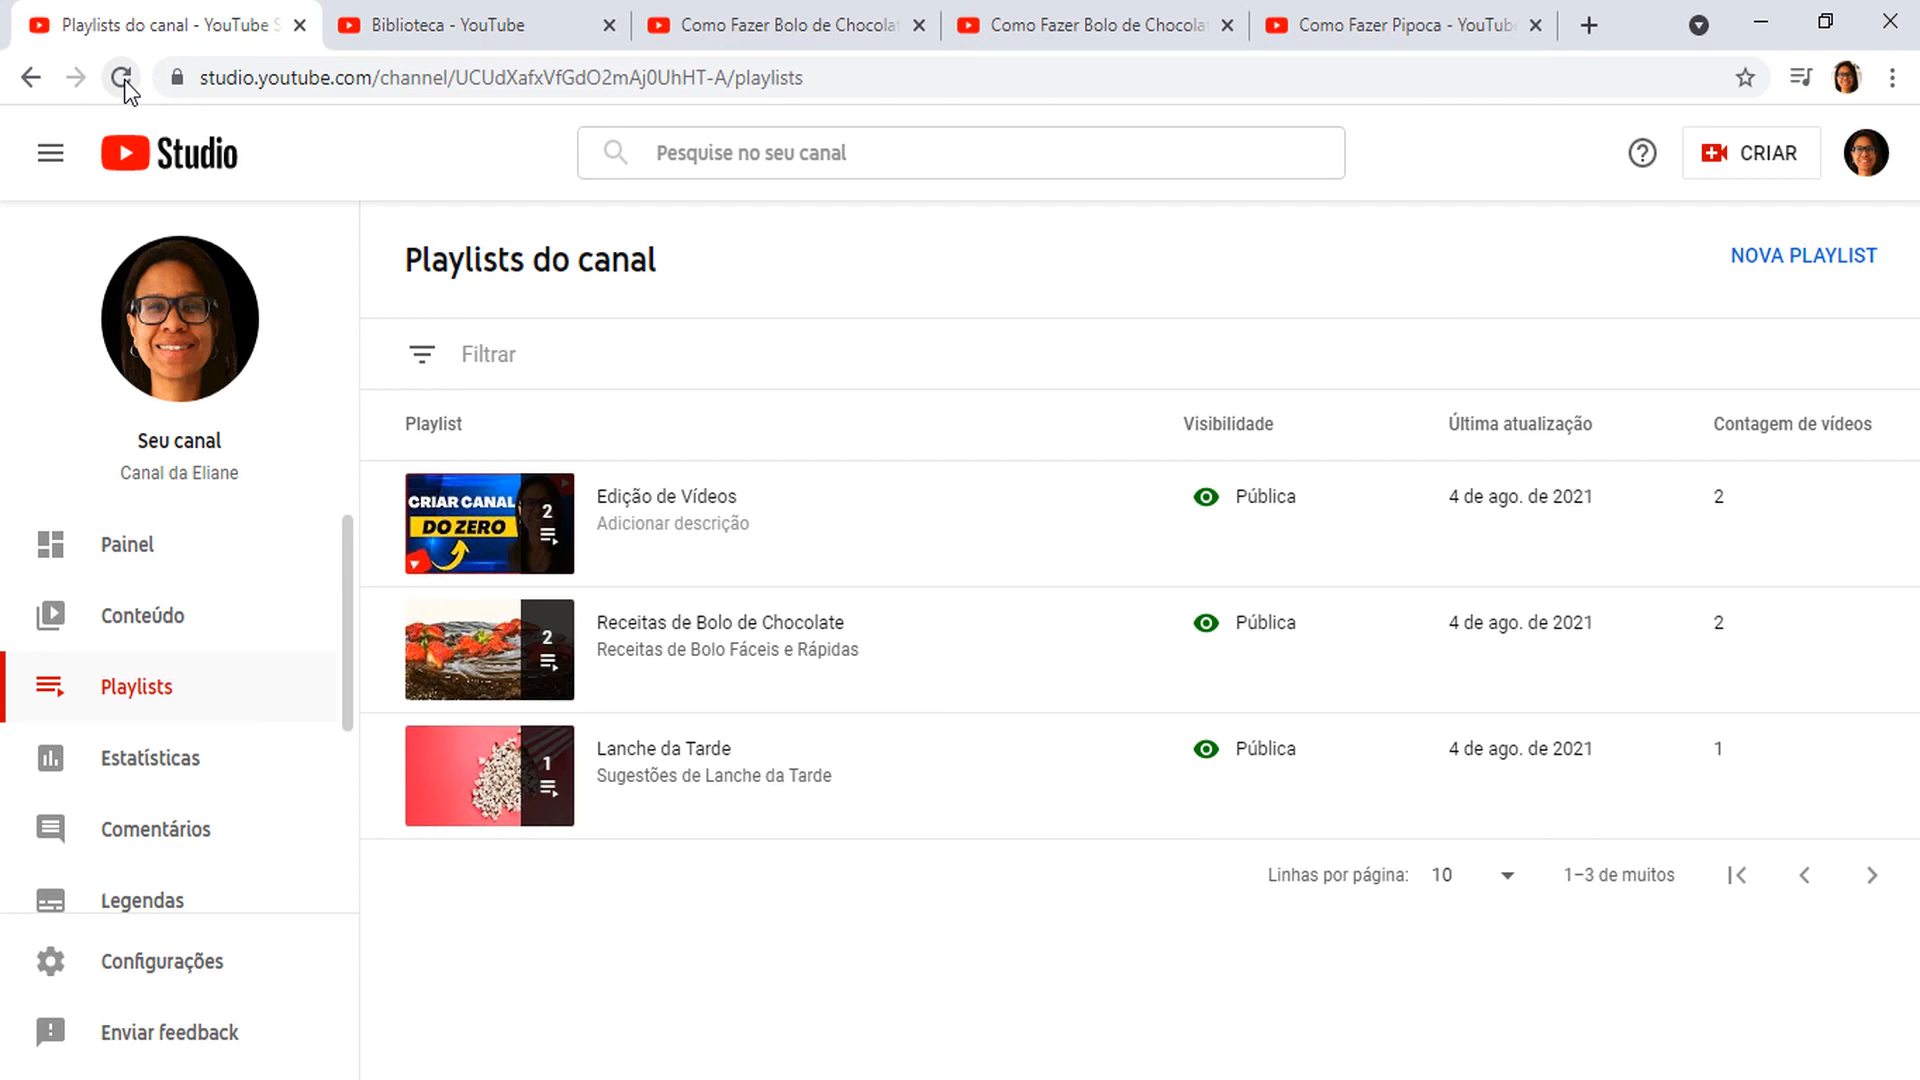 Playlists do canal - YouTube S
Biblioteca - YouTube
Como Fazer Bolo de Chocolat
Como Fazer Bolo de Chocolat
Como Fazer Pipoca - YouTube
studio.youtube.com/channel/UCUdXafxVfGdO2mAj0UhHT-A/playlists
Studio
Pesquise no seu canal
CRIAR
Seu canal
Canal da Eliane
Painel
Conteúdo
Playlists
Estatísticas
Comentários
Legendas
Configurações
Enviar feedback
Playlists do canal
NOVA PLAYLIST
Filtrar
Playlist Visibilidade Última atualização Contagem de vídeos
CRIAR CANAL
DO ZERO
2
Edição de Vídeos
Adicionar descrição
Pública 4 de ago. de 2021 2
2
Receitas de Bolo de Chocolate
Receitas de Bolo Fáceis e Rápidas
Pública 4 de ago. de 2021 2
1
Lanche da Tarde
Sugestões de Lanche da Tarde
Pública 4 de ago. de 2021 1
Linhas por página: 10 1–3 de muitos